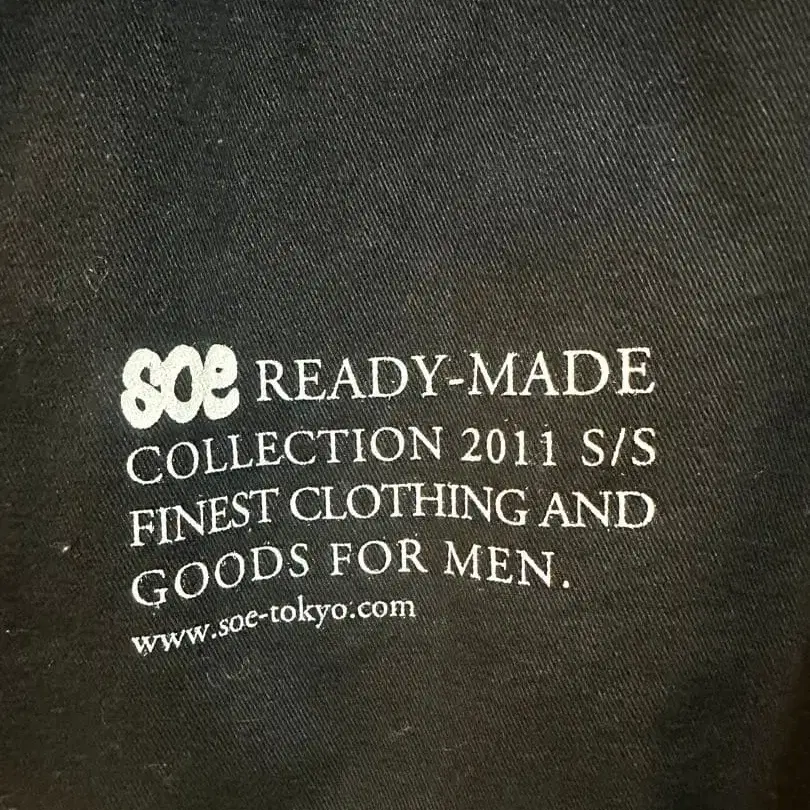 soe READY-MADE
COLLECTION 2011 S/S
FINEST CLOTHING AND
GOODS FOR MEN.
www.soe-tokyo.com